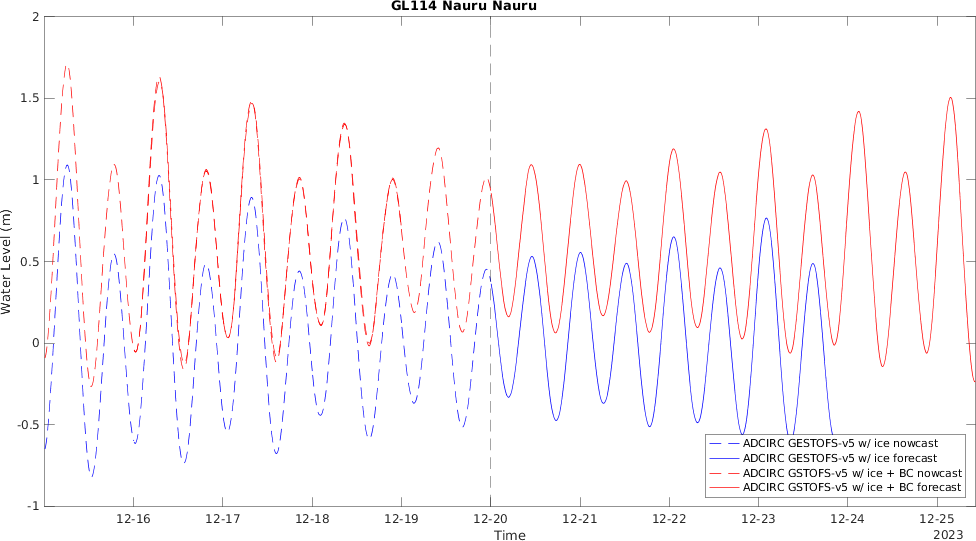 GL114 Nauru Nauru
Water Level (m)
2
1.5
1
0.5
0
-0.5
-1
ADCIRC GESTOFS-v5 w/ ice nowcast
ADCIRC GESTOFS-v5 w/ ice forecast
ADCIRC GSTOFS-v5 w/ ice + BC nowcast
ADCIRC GSTOFS-v5 w/ ice + BC forecast
12-16 12-17 12-18 12-19 12-20 12-21 12-22 12-23 12-24 12-25
Time
2023